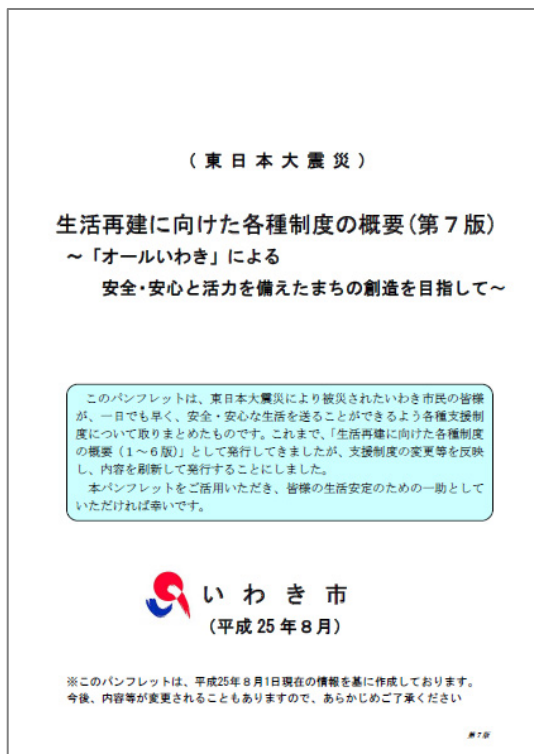 (東日本大震災)
生活再建に向けた各種制度の概要(第7版)
~「オールいわき」による
安全・安心と活力を備えたまちの創造を目指して~
このパンフレットは、東日本大震災により被災されたいわき市民の皆様
が、一日でも早く、安全・安心な生活を送ることができるよう各種支援制
度について取りまとめたものです。これまで、「生活再建に向けた各種制度
の概要(1~6版)」として発行してきましたが、支援制度の変更等を反映
し、内容を刷新して発行することにしました。
本パンフレットをご活用いただき、皆様の生活安定のための一助として
いただければ幸いです。
いわき市
(平成25年8月)
※このパンフレットは、平成25年8月1日現在の情報を基に作成しております。
今後、内容等が変更されることもありますので、あらかじめご了承ください
第7版